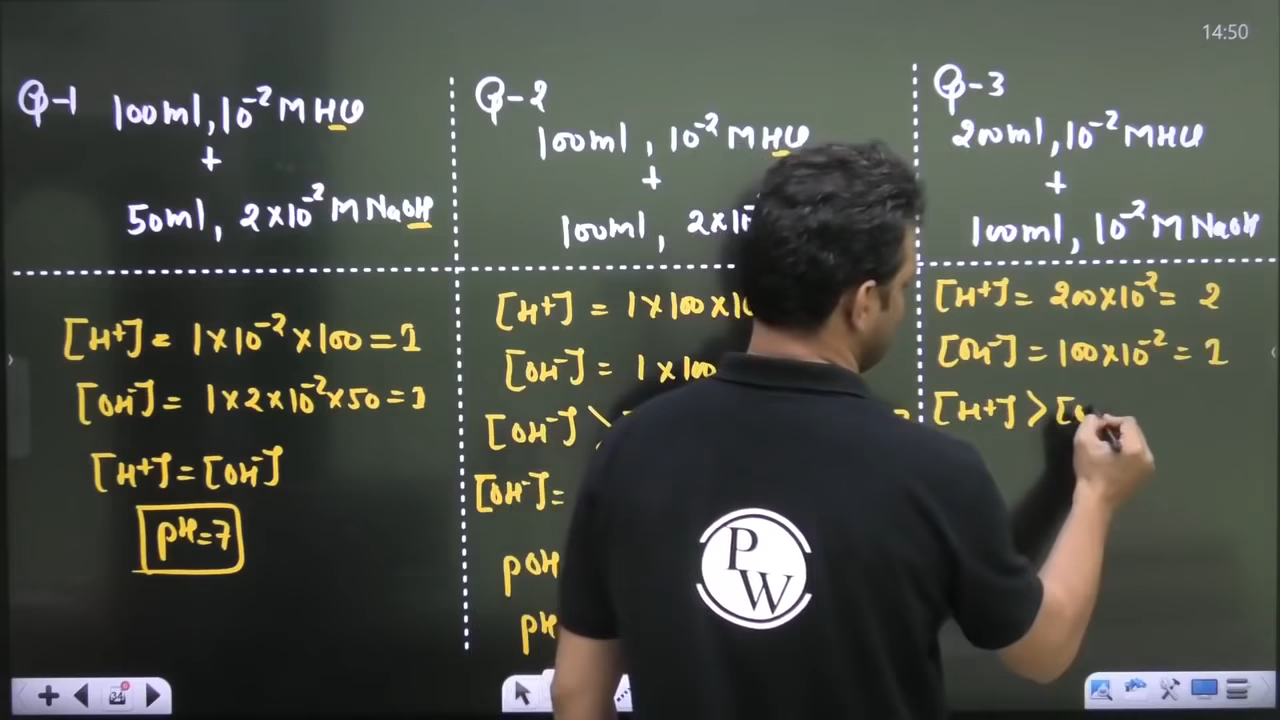 14:50
Q-1 100ml, 10⁻² M HCl
+
50ml, 2×10⁻² M NaOH
[H+] = 1×10⁻²×100 = 1
[OH⁻] = 1×2×10⁻²×50 = 1
[H+] = [OH⁻]
pH=7
Q-2
100ml, 10⁻² M HCl
+
100ml, 2×10
[H+] = 1×100×10
[OH⁻] = 1×100
[OH⁻] >
[OH⁻] =
pOH
pH
Q-3
200ml, 10⁻² M HCl
+
100ml, 10⁻² M NaOH
[H+] = 200×10⁻² = 2
[OH⁻] = 100×10⁻² = 1
[H+] > [
PW